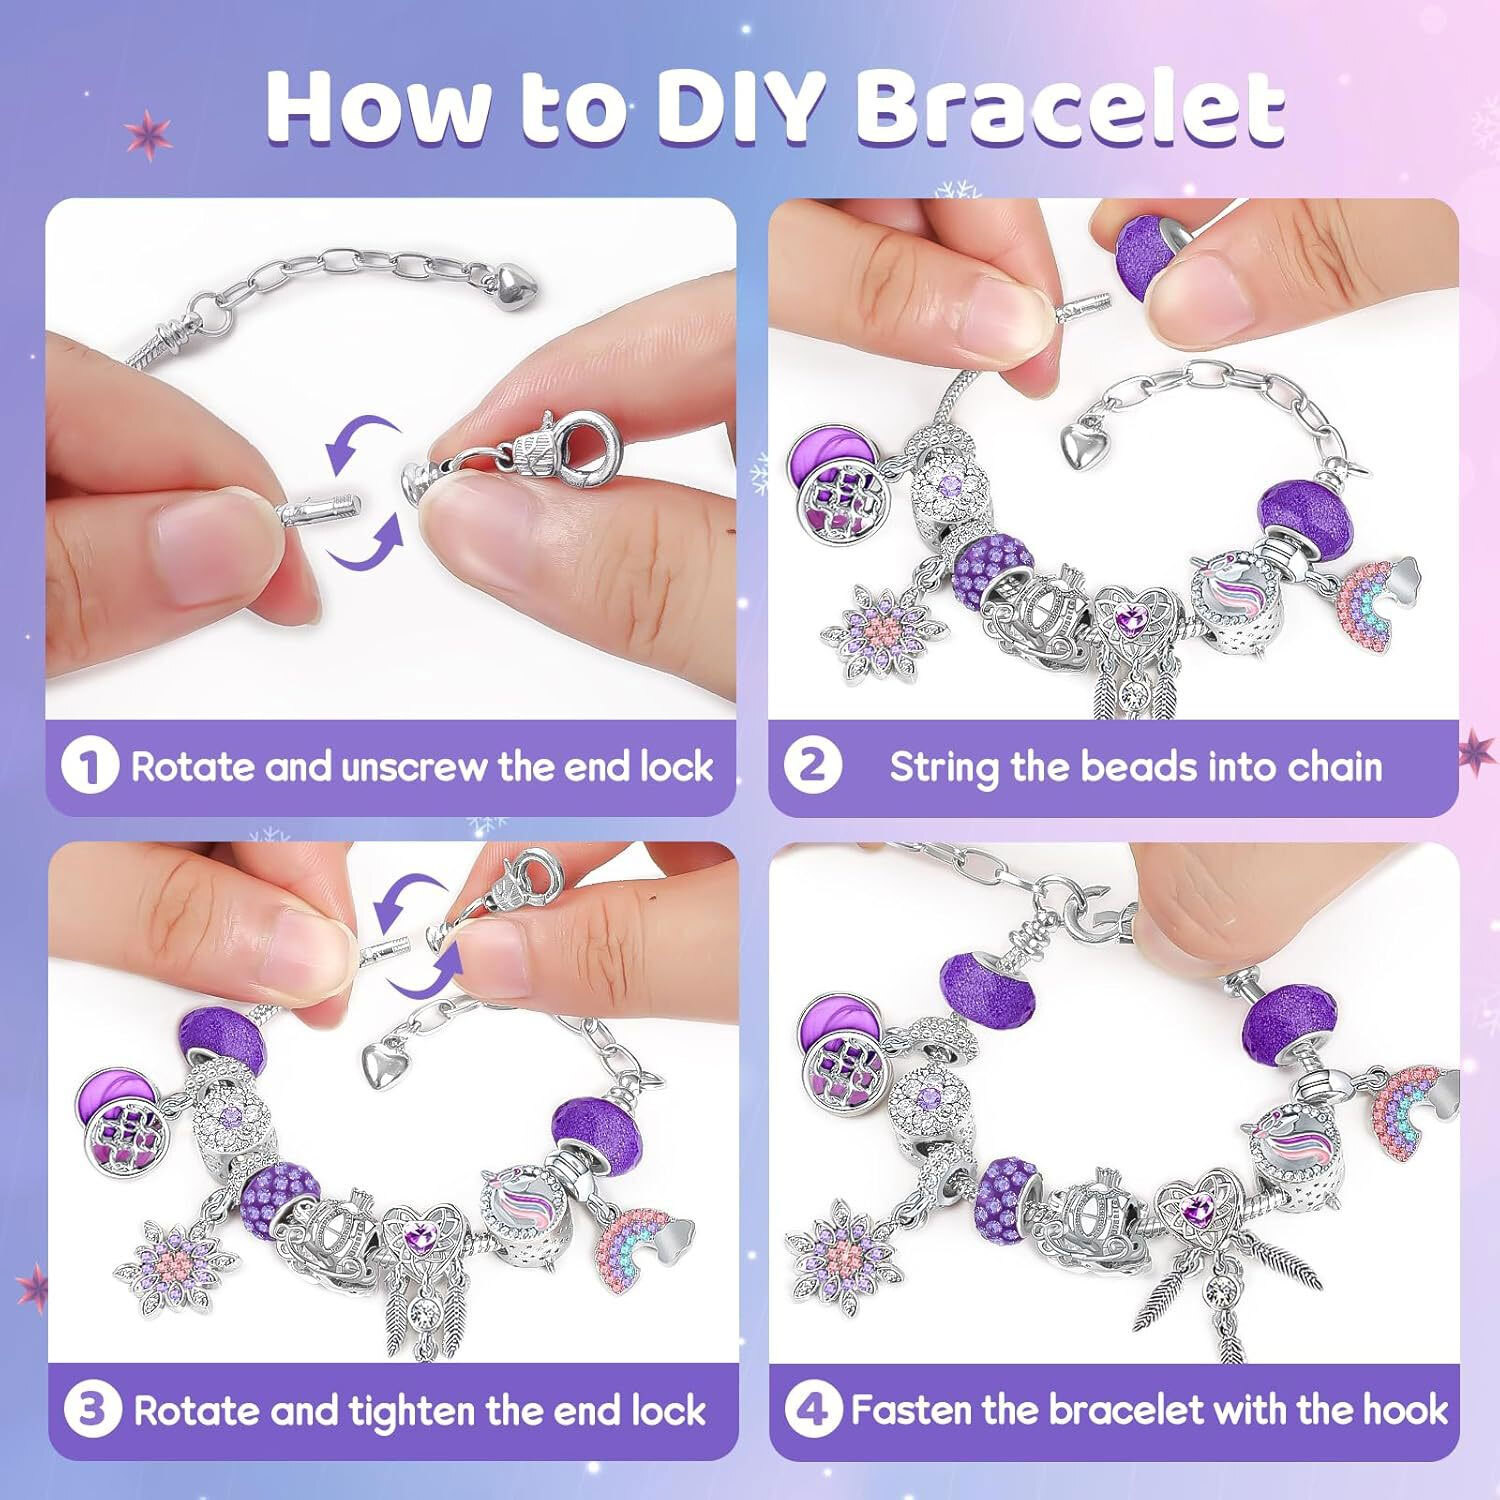 How to DIY Bracelet
1 Rotate and unscrew the end lock
2 String the beads into chain
3 Rotate and tighten the end lock
4 Fasten the bracelet with the hook